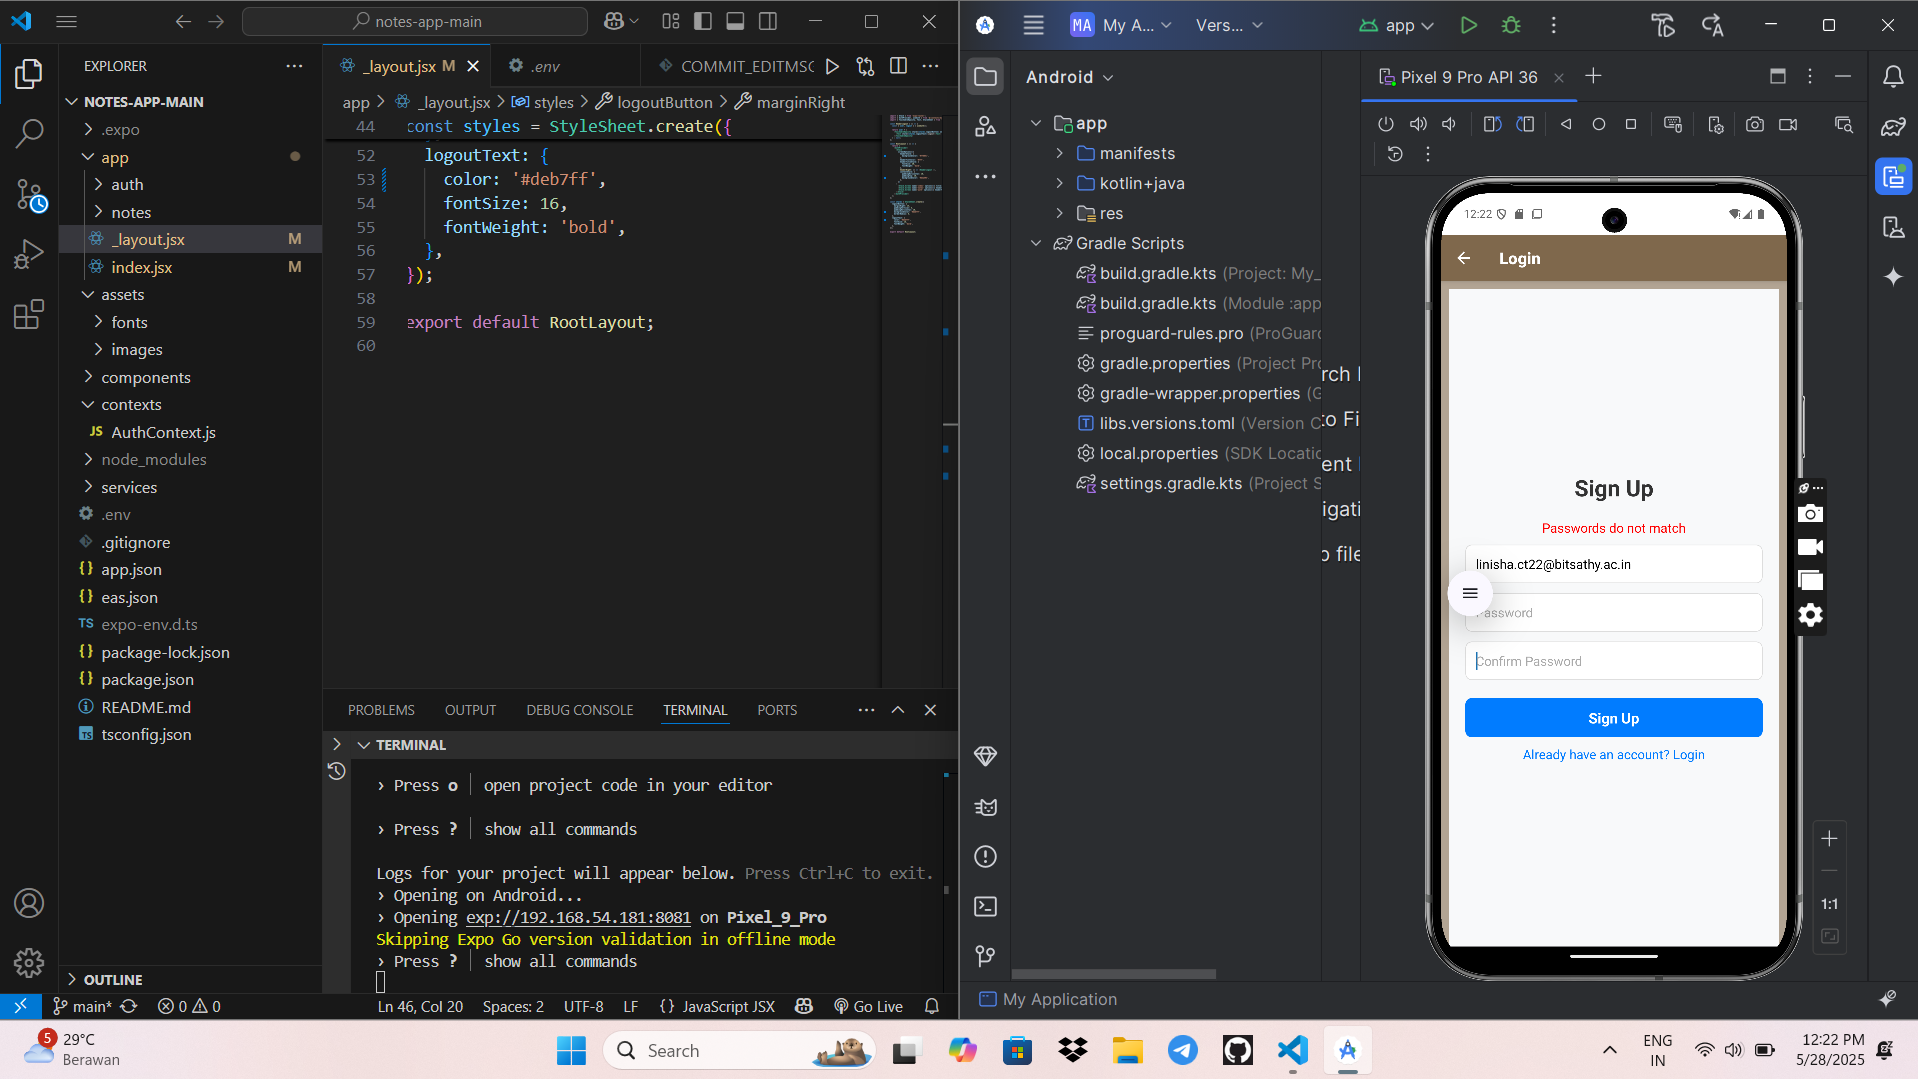 notes-app-main
EXPLORER
NOTES-APP-MAIN
.expo
app
auth
notes
_layout.jsx M
index.jsx M
assets
fonts
images
components
contexts
JS AuthContext.js
node_modules
services
.env
.gitignore
{} app.json
{} eas.json
TS expo-env.d.ts
{} package-lock.json
{} package.json
README.md
TS tsconfig.json
OUTLINE
_layout.jsx M
.env
COMMIT_EDITMSG
app > _layout.jsx > styles > logoutButton > marginRight
44 const styles = StyleSheet.create({
52 logoutText: {
53 color: '#deb7ff',
54 fontSize: 16,
55 fontWeight: 'bold',
56 },
57 });
58
59 export default RootLayout;
60
PROBLEMS OUTPUT DEBUG CONSOLE TERMINAL PORTS
TERMINAL
› Press o │ open project code in your editor
› Press ? │ show all commands
Logs for your project will appear below. Press Ctrl+C to exit.
› Opening on Android...
› Opening exp://192.168.54.181:8081 on Pixel_9_Pro
Skipping Expo Go version validation in offline mode
› Press ? │ show all commands
main* 0 0 Ln 46, Col 20 Spaces: 2 UTF-8 LF {} JavaScript JSX Go Live
MA My A... Vers... app
Android
app
manifests
kotlin+java
res
Gradle Scripts
build.gradle.kts (Project: My_
build.gradle.kts (Module :app
proguard-rules.pro (ProGuard
gradle.properties (Project Pro
gradle-wrapper.properties (G
libs.versions.toml (Version C
local.properties (SDK Locatio
settings.gradle.kts (Project S
rch
to Fi
ent
igati
file
Pixel 9 Pro API 36
12:22
Login
Sign Up
Passwords do not match
linisha.ct22@bitsathy.ac.in
Password
Confirm Password
Sign Up
Already have an account? Login
1:1
My Application
5
29°C
Berawan
Search
ENG
IN
12:22 PM
5/28/2025